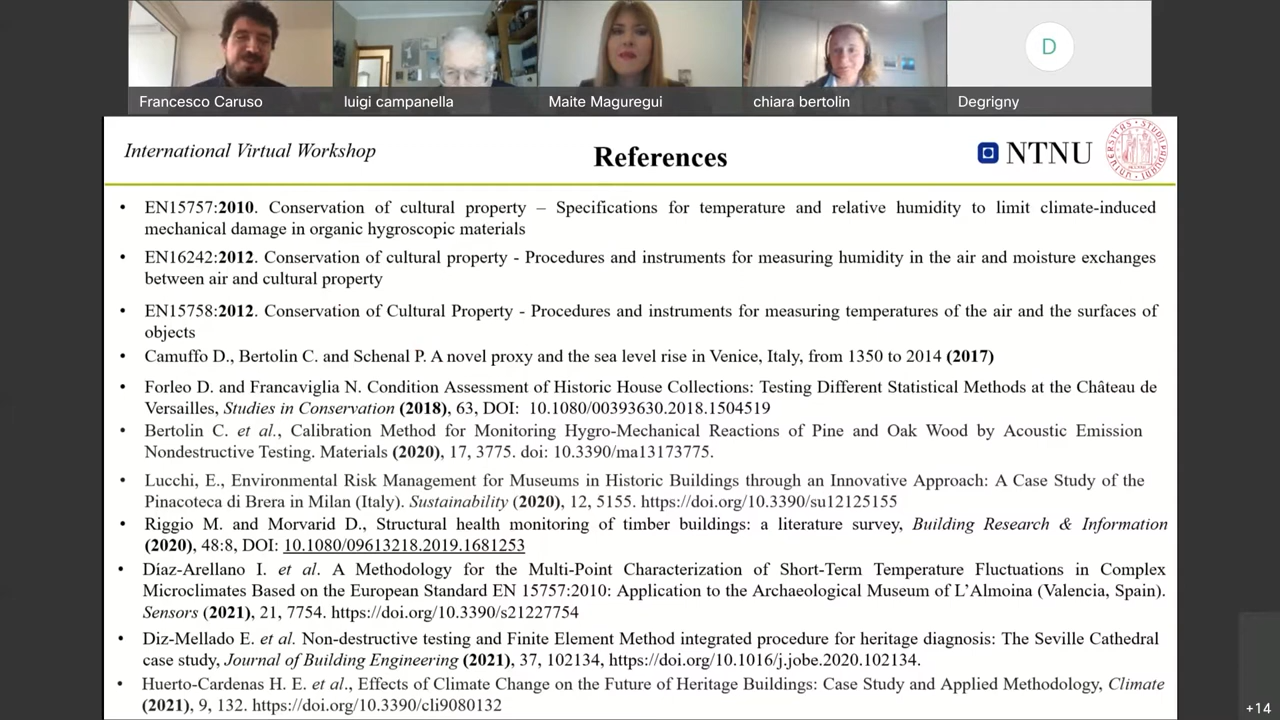 Francesco Caruso
luigi campanella
Maite Maguregui
chiara bertolin
D
Degrigny
International Virtual Workshop
References
NTNU
• EN15757:2010. Conservation of cultural property – Specifications for temperature and relative humidity to limit climate-induced
mechanical damage in organic hygroscopic materials
• EN16242:2012. Conservation of cultural property - Procedures and instruments for measuring humidity in the air and moisture exchanges
between air and cultural property
• EN15758:2012. Conservation of Cultural Property - Procedures and instruments for measuring temperatures of the air and the surfaces of
objects
• Camuffo D., Bertolin C. and Schenal P. A novel proxy and the sea level rise in Venice, Italy, from 1350 to 2014 (2017)
• Forleo D. and Francaviglia N. Condition Assessment of Historic House Collections: Testing Different Statistical Methods at the Château de
Versailles, Studies in Conservation (2018), 63, DOI: 10.1080/00393630.2018.1504519
• Bertolin C. et al., Calibration Method for Monitoring Hygro-Mechanical Reactions of Pine and Oak Wood by Acoustic Emission
Nondestructive Testing. Materials (2020), 17, 3775. doi: 10.3390/ma13173775.
• Lucchi, E., Environmental Risk Management for Museums in Historic Buildings through an Innovative Approach: A Case Study of the
Pinacoteca di Brera in Milan (Italy). Sustainability (2020), 12, 5155. https://doi.org/10.3390/su12125155
• Riggio M. and Morvarid D., Structural health monitoring of timber buildings: a literature survey, Building Research & Information
(2020), 48:8, DOI: 10.1080/09613218.2019.1681253
• Díaz-Arellano I. et al. A Methodology for the Multi-Point Characterization of Short-Term Temperature Fluctuations in Complex
Microclimates Based on the European Standard EN 15757:2010: Application to the Archaeological Museum of L'Almoina (Valencia, Spain).
Sensors (2021), 21, 7754. https://doi.org/10.3390/s21227754
• Diz-Mellado E. et al. Non-destructive testing and Finite Element Method integrated procedure for heritage diagnosis: The Seville Cathedral
case study, Journal of Building Engineering (2021), 37, 102134, https://doi.org/10.1016/j.jobe.2020.102134.
• Huerto-Cardenas H. E. et al., Effects of Climate Change on the Future of Heritage Buildings: Case Study and Applied Methodology, Climate
(2021), 9, 132. https://doi.org/10.3390/cli9080132
+14